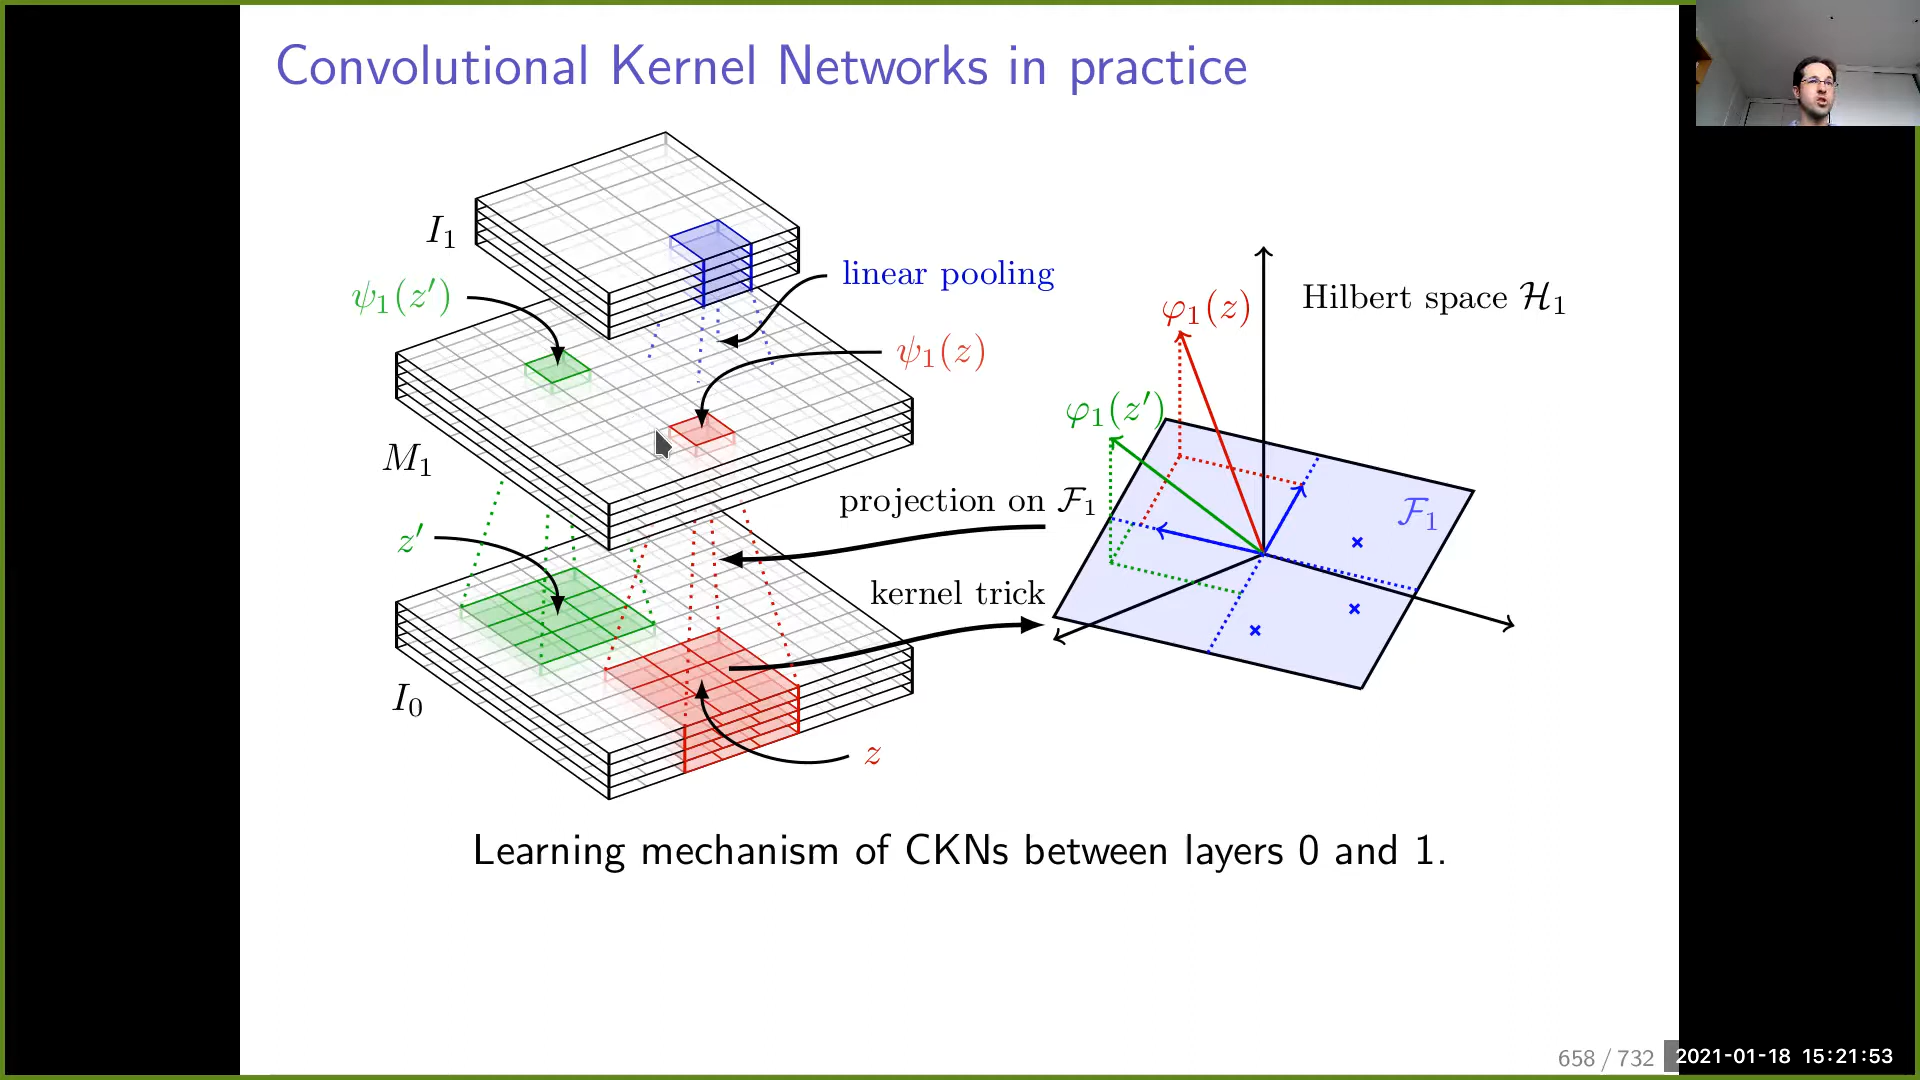 Convolutional Kernel Networks in practice
I₁
ψ₁(z′)
linear pooling
ψ₁(z)
M₁
projection on ℱ₁
z′
kernel trick
I₀
z
Hilbert space ℋ₁
φ₁(z)
φ₁(z′)
ℱ₁
Learning mechanism of CKNs between layers 0 and 1.
658 / 732
2021-01-18 15:21:53